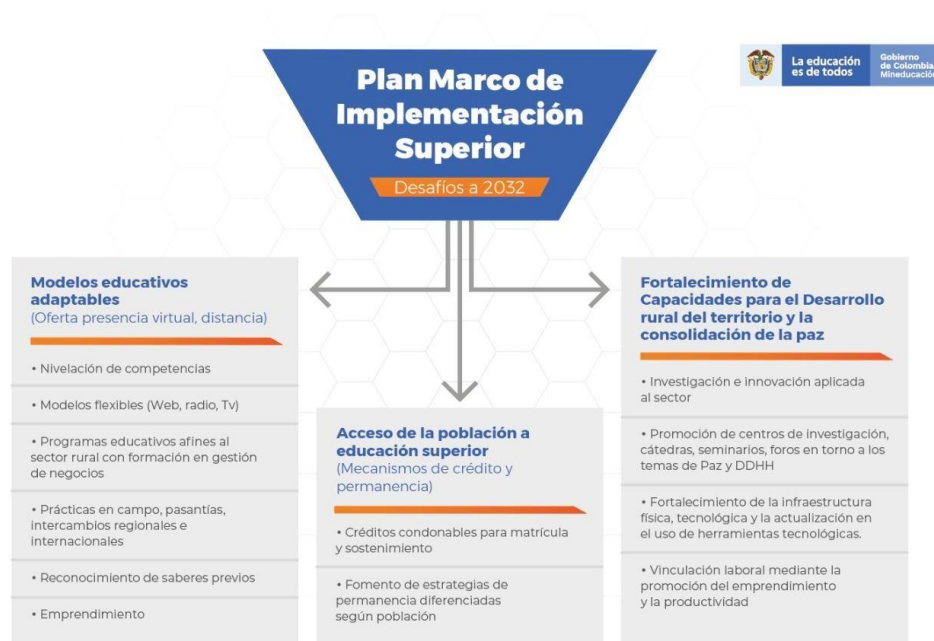 Plan Marco de
Implementación
Superior
Desafíos a 2032
La educación
es de todos
Gobierno
de Colombia
Mineducación
Modelos educativos
adaptables
(Oferta presencia virtual, distancia)
• Nivelación de competencias
• Modelos flexibles (Web, radio, Tv)
• Programas educativos afines al
sector rural con formación en gestión
de negocios
• Prácticas en campo, pasantías,
intercambios regionales e
internacionales
• Reconocimiento de saberes previos
• Emprendimiento
Acceso de la población a
educación superior
(Mecanismos de crédito y
permanencia)
• Créditos condonables para matrícula
y sostenimiento
• Fomento de estrategias de
permanencia diferenciadas
según población
Fortalecimiento de
Capacidades para el Desarrollo
rural del territorio y la
consolidación de la paz
• Investigación e innovación aplicada
al sector
• Promoción de centros de investigación,
cátedras, seminarios, foros en torno a los
temas de Paz y DDHH
• Fortalecimiento de la infraestructura
física, tecnológica y la actualización en
el uso de herramientas tecnológicas.
• Vinculación laboral mediante la
promoción del emprendimiento
y la productividad